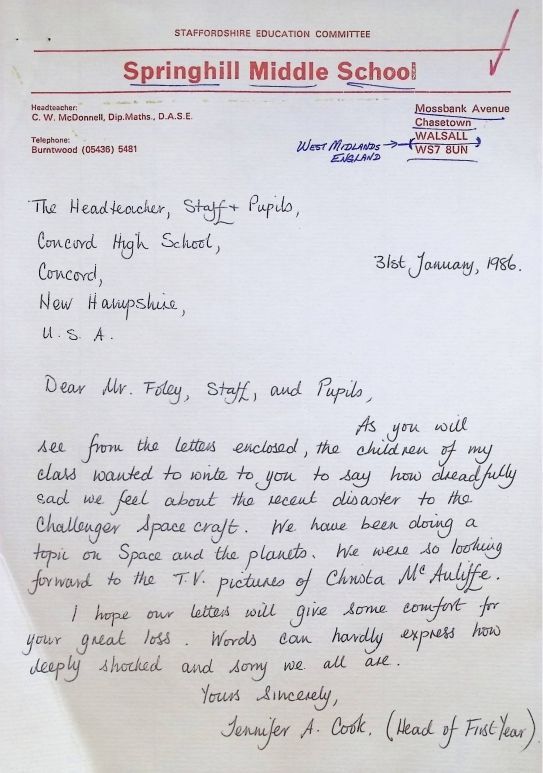 STAFFORDSHIRE EDUCATION COMMITTEE
Springhill Middle School
Headteacher:
C. W. McDonnell, Dip.Maths., D.A.S.E.
Telephone:
Burntwood (05436) 5481
Mossbank Avenue
Chasetown
WALSALL
WS7 8UN
WEST MIDLANDS
ENGLAND
The Headteacher, Staff + Pupils,
Concord High School,
Concord,
New Hampshire,
U. S. A.
31st January, 1986.
Dear Mr. Foley, Staff, and Pupils,
As you will
see from the letters enclosed, the children of my
class wanted to write to you to say how dreadfully
sad we feel about the recent disaster to the
Challenger Space craft. We have been doing a
topic on Space and the planets. We were so looking
forward to the T.V. pictures of Christa McAuliffe.
I hope our letters will give some comfort for
your great loss. Words can hardly express how
deeply shocked and sorry we all are.
Yours Sincerely,
Jennifer A. Cook. (Head of First Year).